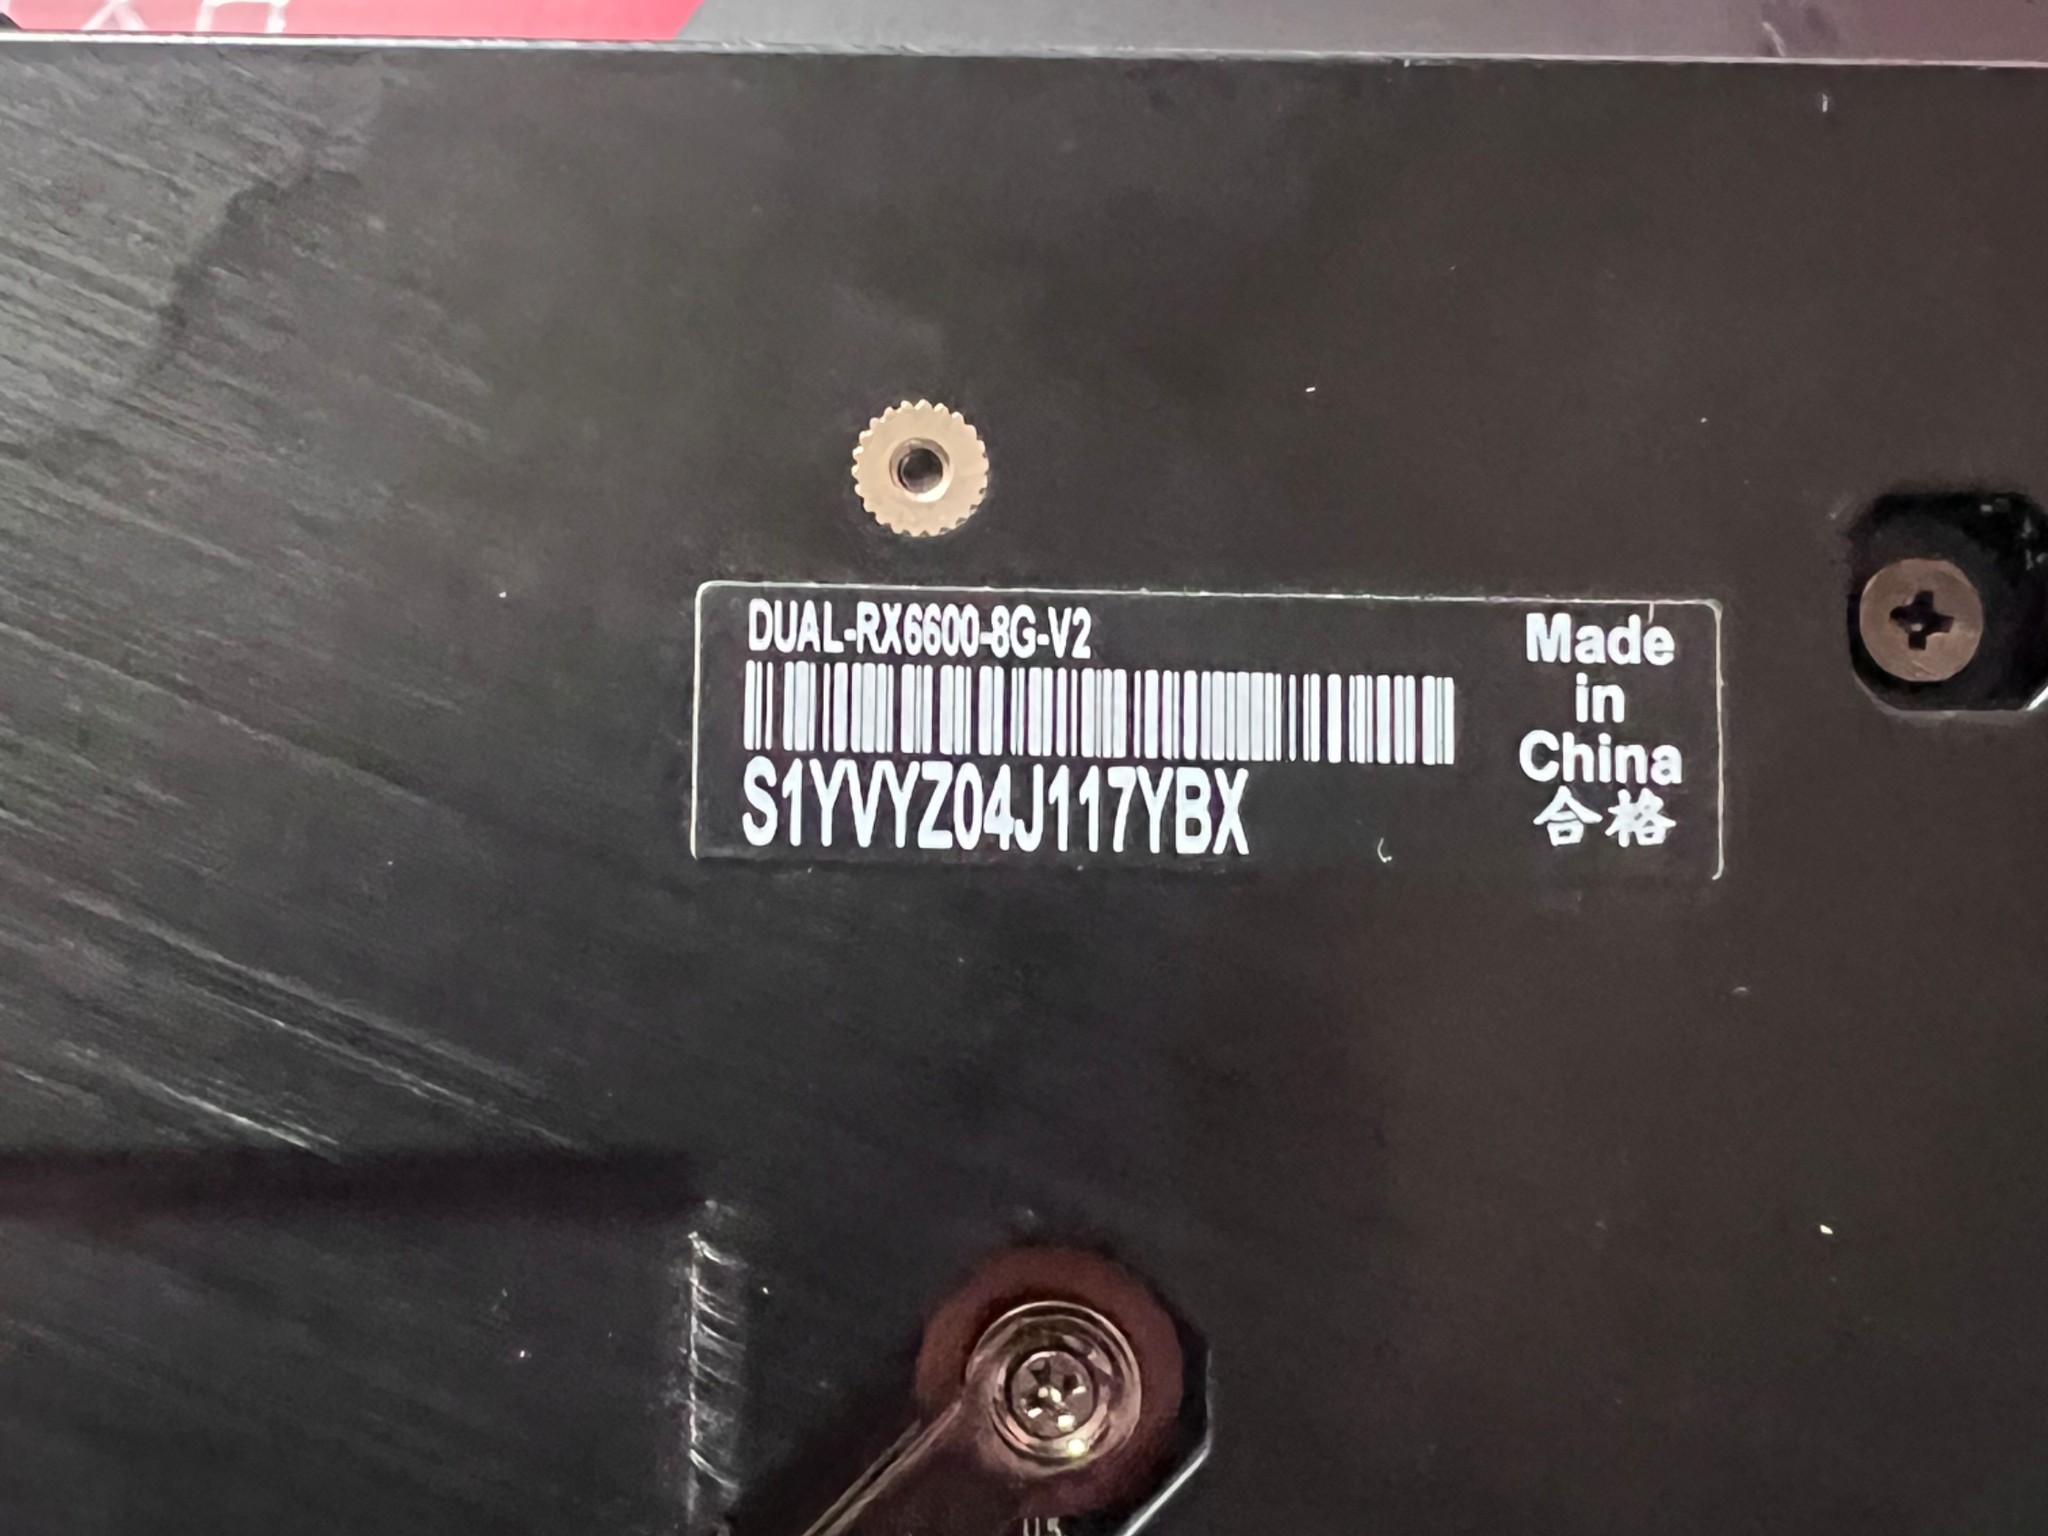 DUAL-RX6600-8G-V2
S1YVYZ04J117YBX
Made
in
China
合格